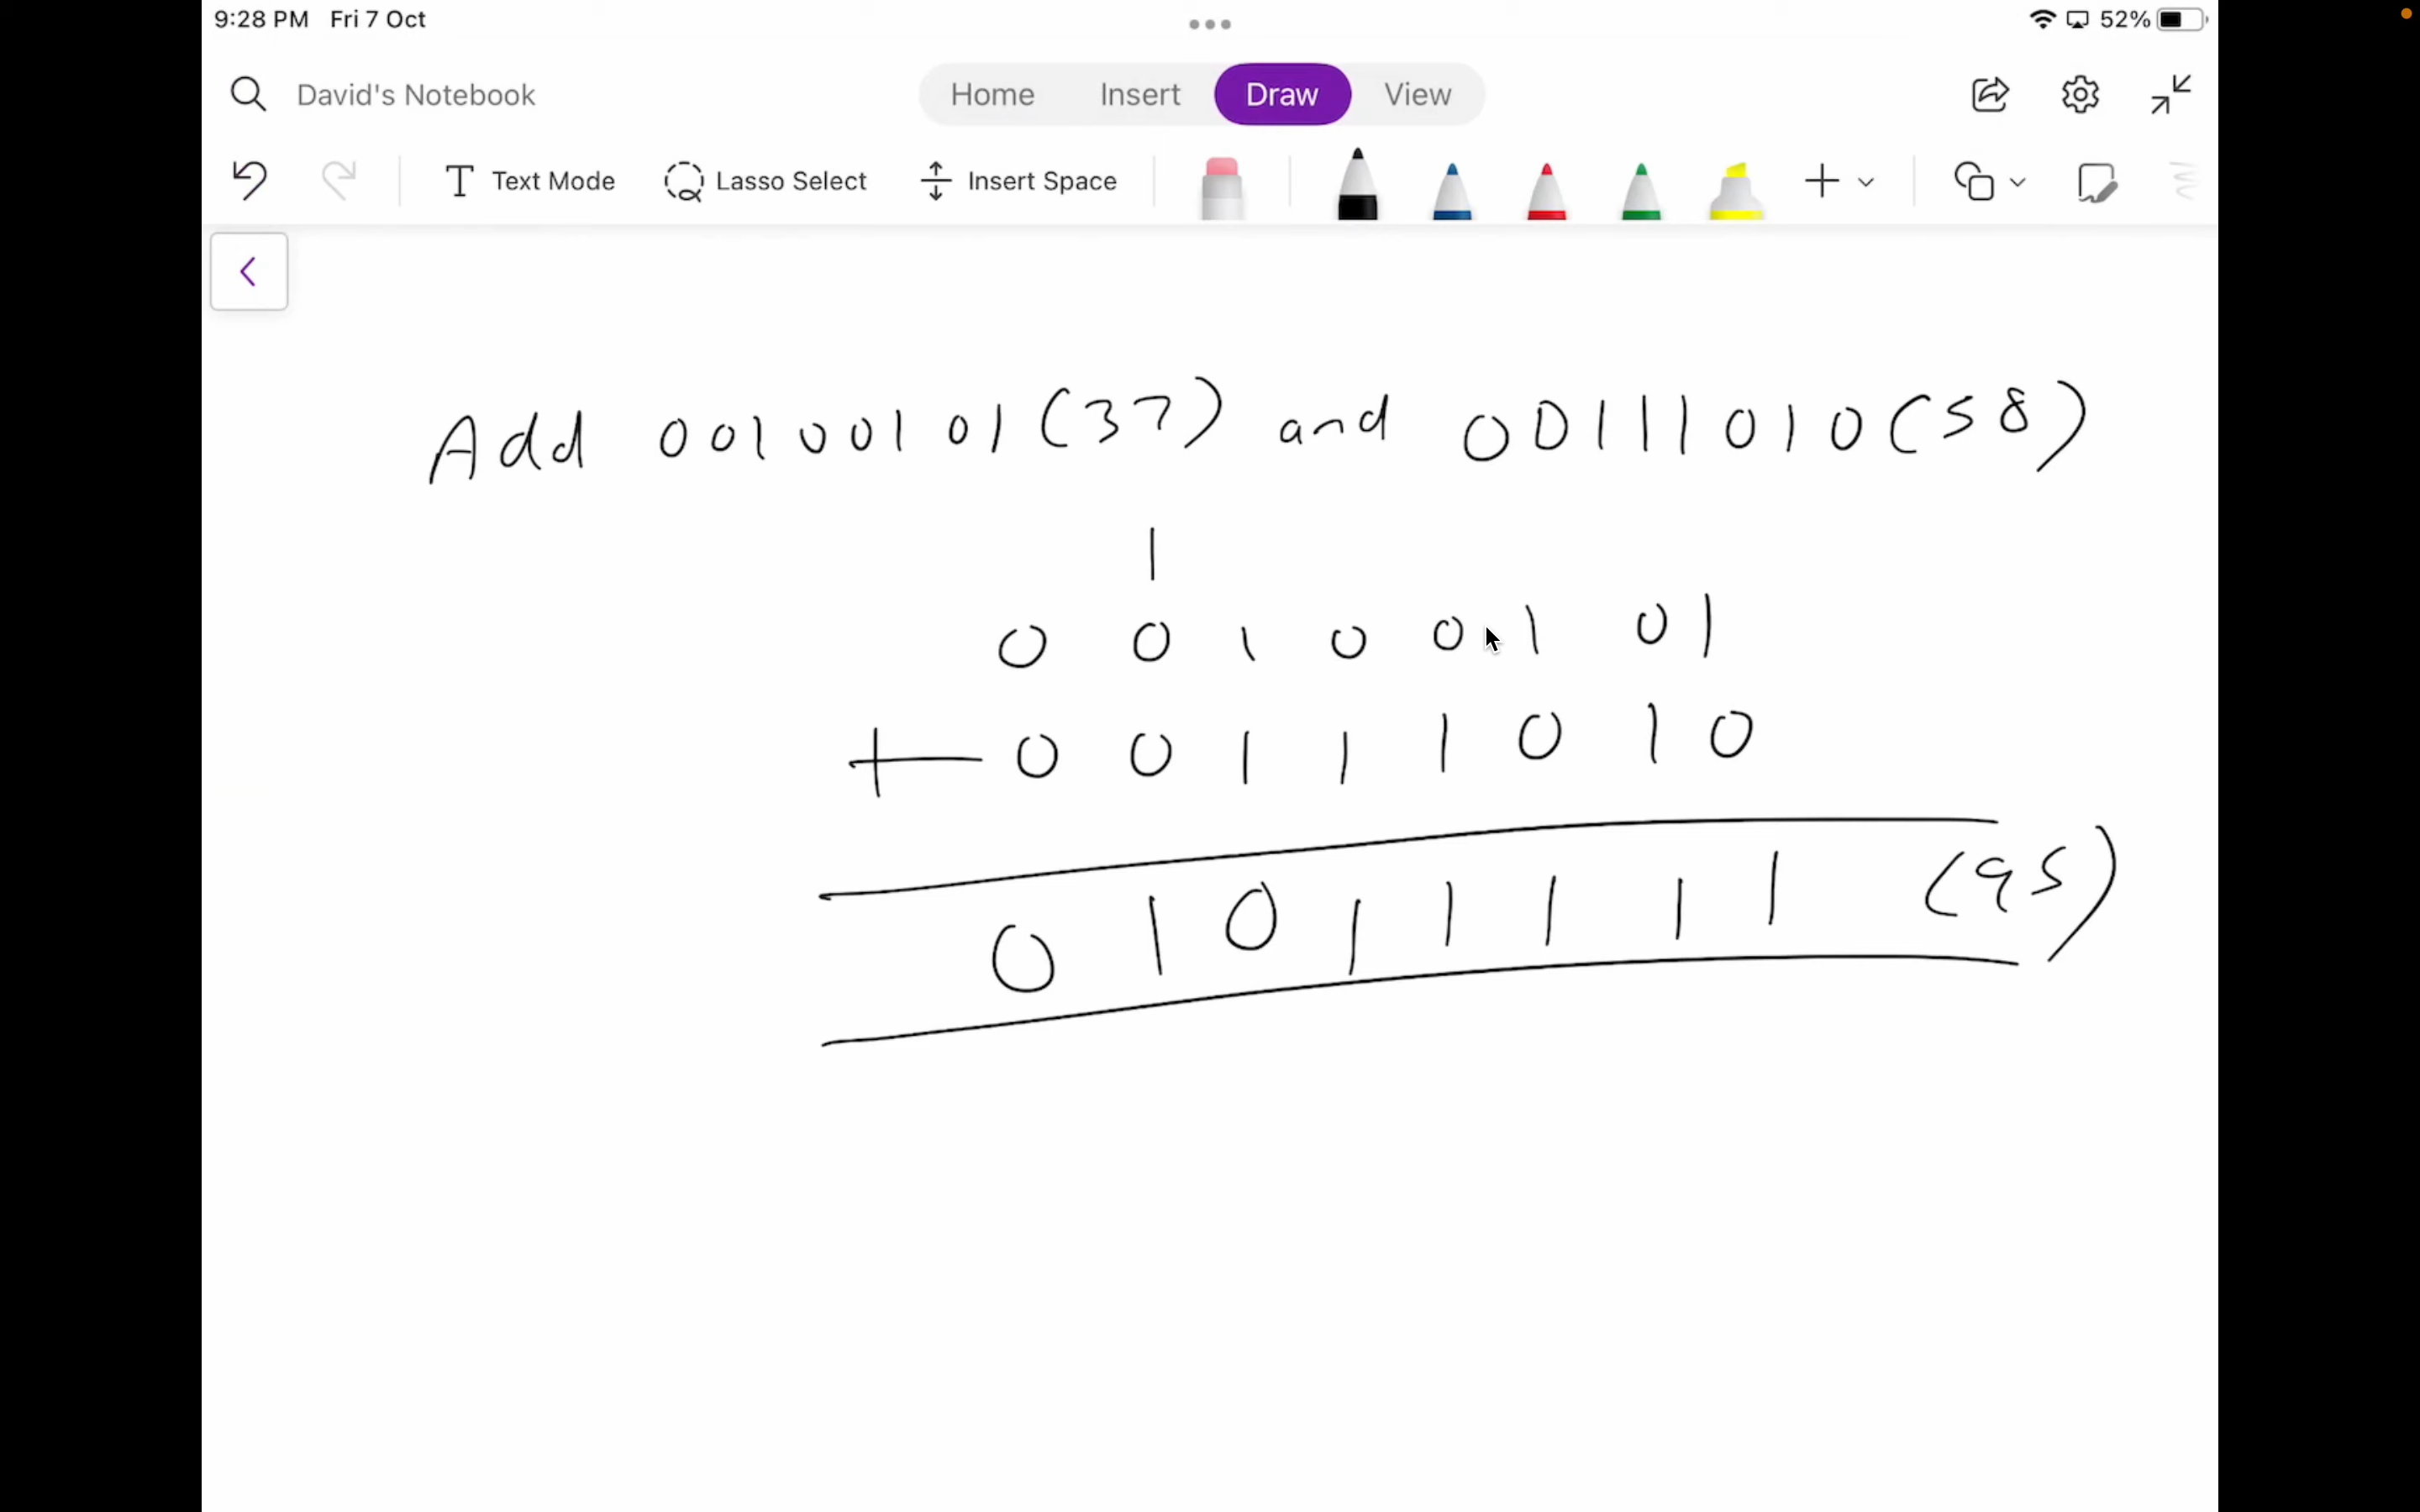 9:28 PM Fri 7 Oct 52%
David's Notebook Home Insert Draw View
Text Mode Lasso Select Insert Space
Add 00100101(37) and 00111010(58)
1
0 0 1 0 0 1 0 1
+ 0 0 1 1 1 0 1 0
0 1 0 1 1 1 1 1 (95)